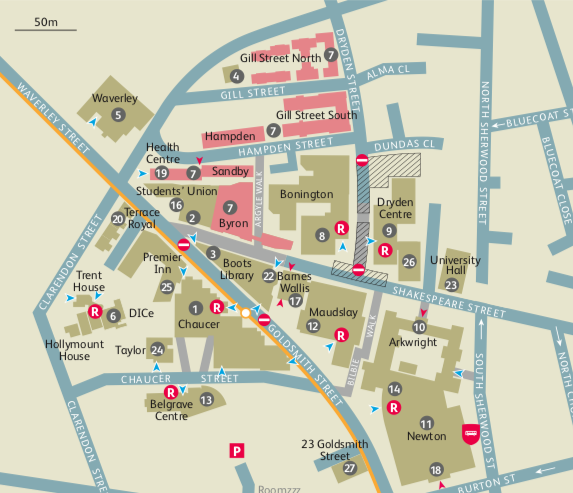 50m
Gill Street North
7
4
DRYDEN STREET
ALMA CL
NORTH SHERWOOD STREET
WAVERLEY STREET
Waverley
5
GILL STREET
Gill Street South
7
BLUECOAT S
BLUECOAT CLOSE
Hampden
HAMPDEN STREET
DUNDAS CL
Health
Centre
19
7
Sandby
Students' Union
16
2
7
Byron
ARGYLE WALK
Bonington
8
R
Dryden
Centre
9
R
26
20
Terrace
Royal
3
Boots
Library
CLARENDON STREET
Premier
Inn
25
22
Barnes
Wallis
17
University
Hall
23
Trent
House
R
6
DICe
Hollymount
House
1
R
Chaucer
Maudslay
12
R
SHAKESPEARE STREET
10
Arkwright
GOLDSMITH STREET
BILBIE WALK
Taylor
24
CHAUCER STREET
R
Belgrave
Centre
13
14
R
11
Newton
18
SOUTH SHERWOOD ST
NORTH CH
CLARENDON STRE
P
23 Goldsmith
Street
27
Roomzzz
BURTON ST